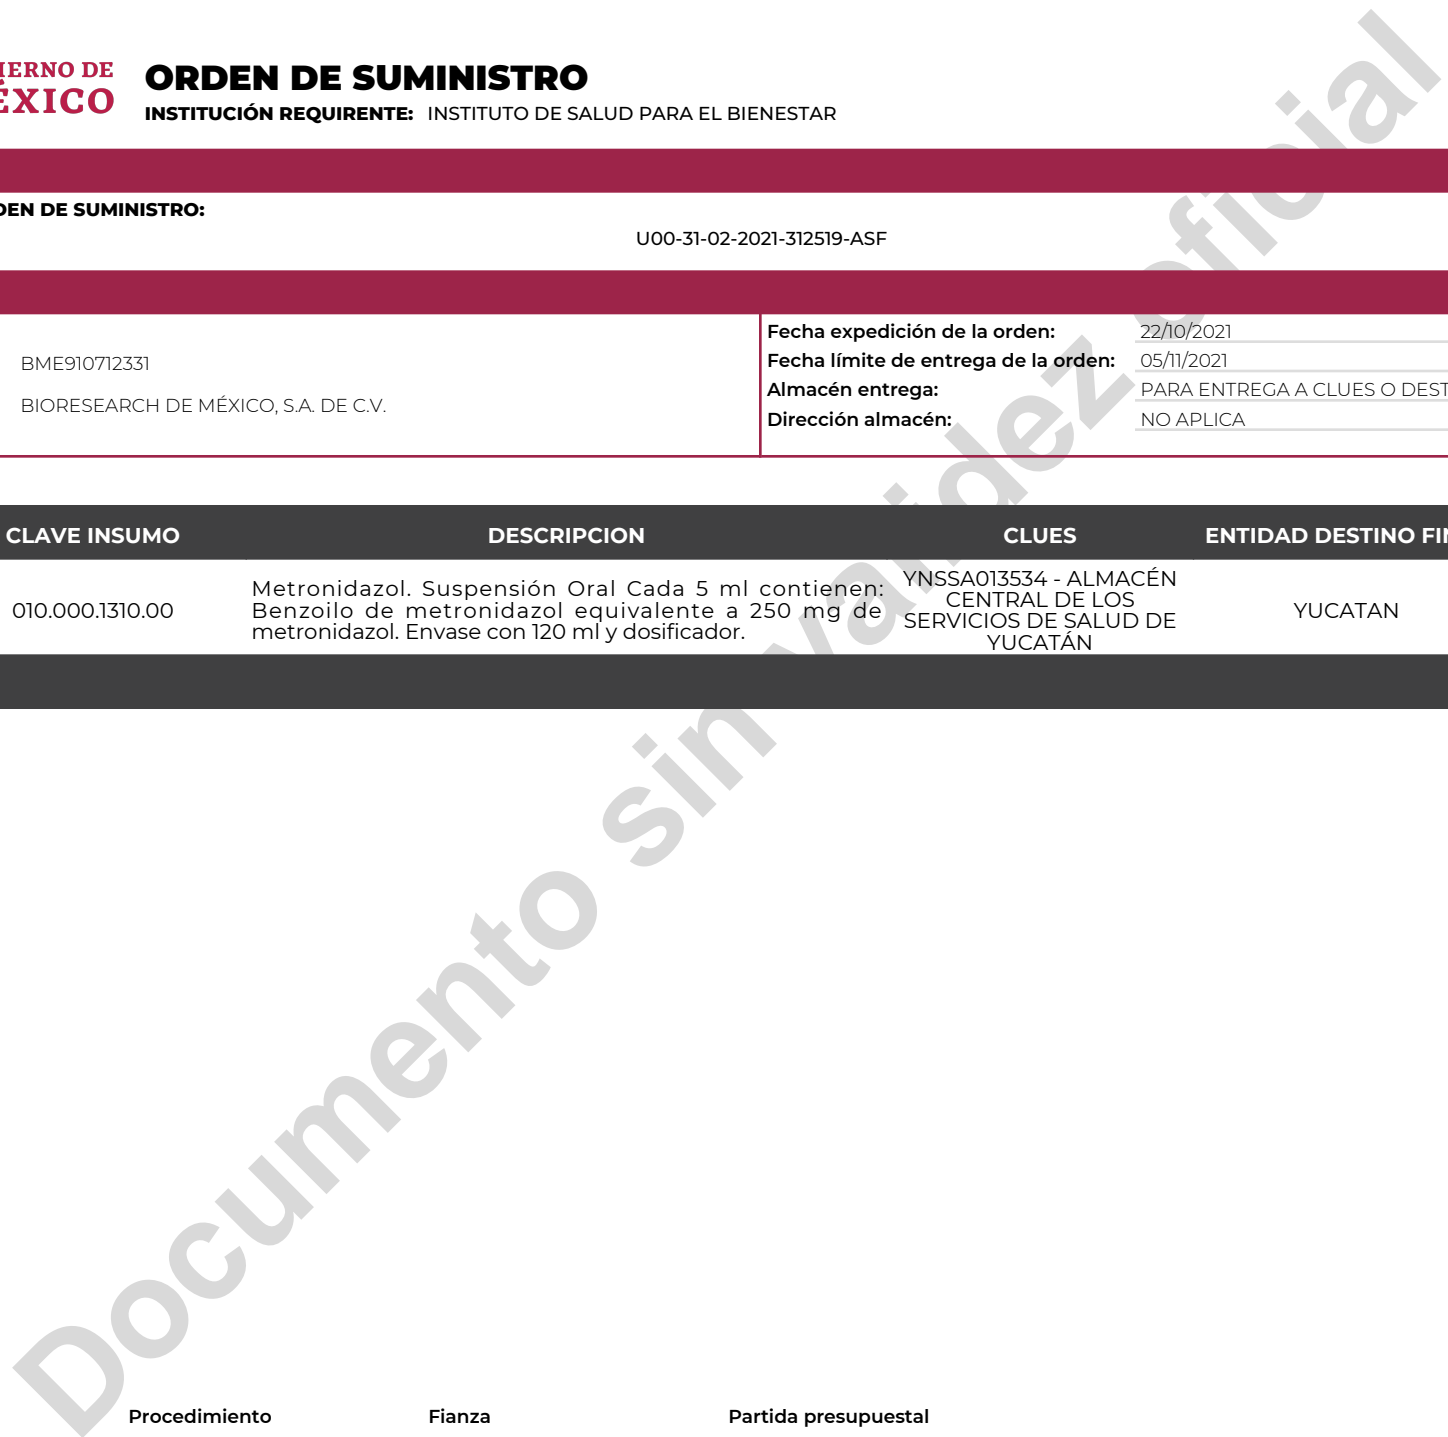 IERNO DE
ÉXICO
ORDEN DE SUMINISTRO
INSTITUCIÓN REQUIRENTE: INSTITUTO DE SALUD PARA EL BIENESTAR
DEN DE SUMINISTRO:
U00-31-02-2021-312519-ASF
BME910712331
BIORESEARCH DE MÉXICO, S.A. DE C.V.
Fecha expedición de la orden: 22/10/2021
Fecha límite de entrega de la orden: 05/11/2021
Almacén entrega: PARA ENTREGA A CLUES O DEST
Dirección almacén: NO APLICA
CLAVE INSUMO DESCRIPCION CLUES ENTIDAD DESTINO FIN
010.000.1310.00
Metronidazol. Suspensión Oral Cada 5 ml contienen:
Benzoilo de metronidazol equivalente a 250 mg de
metronidazol. Envase con 120 ml y dosificador.
YNSSA013534 - ALMACÉN
CENTRAL DE LOS
SERVICIOS DE SALUD DE
YUCATÁN
YUCATAN
Documento sin validez oficial
Procedimiento Fianza Partida presupuestal